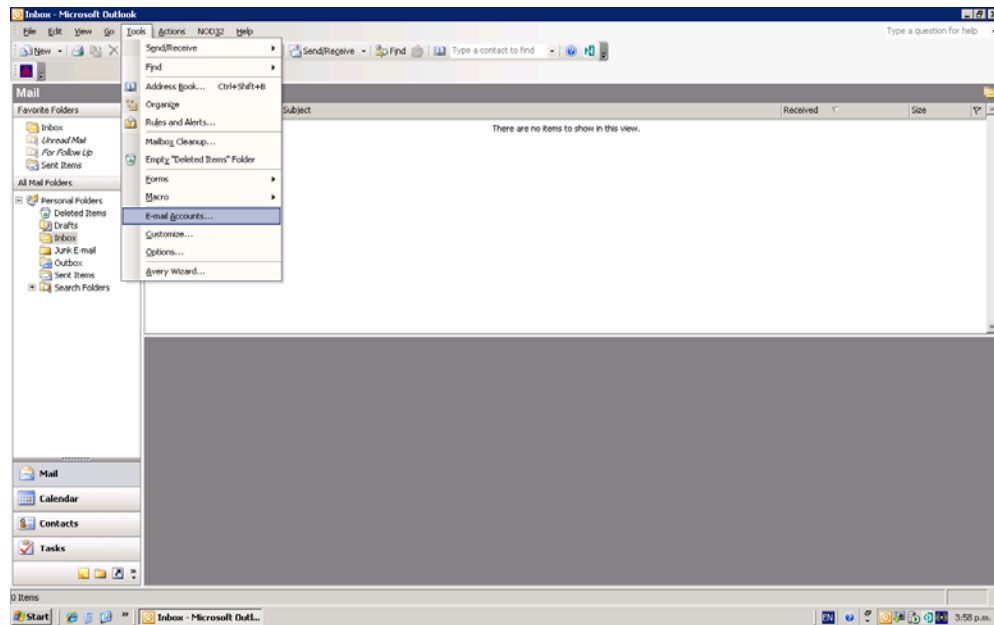 Inbox - Microsoft Outlook
File Edit View Go Tools Actions NOD32 Help
Type a question for help
New
Send/Receive
Find
Type a contact to find
Send/Receive
Find
Address Book... Ctrl+Shift+B
Organize
Rules and Alerts...
Mailbox Cleanup...
Empty "Deleted Items" Folder
Forms
Macro
E-mail Accounts...
Customize...
Options...
Avery Wizard...
Mail
Favorite Folders
Inbox
Unread Mail
For Follow Up
Sent Items
All Mail Folders
Personal Folders
Deleted Items
Drafts
Inbox
Junk E-mail
Outbox
Sent Items
Search Folders
Subject
Received
Size
There are no items to show in this view.
Mail
Calendar
Contacts
Tasks
0 Items
Start
Inbox - Microsoft Outl...
EN
3:58 p.m.